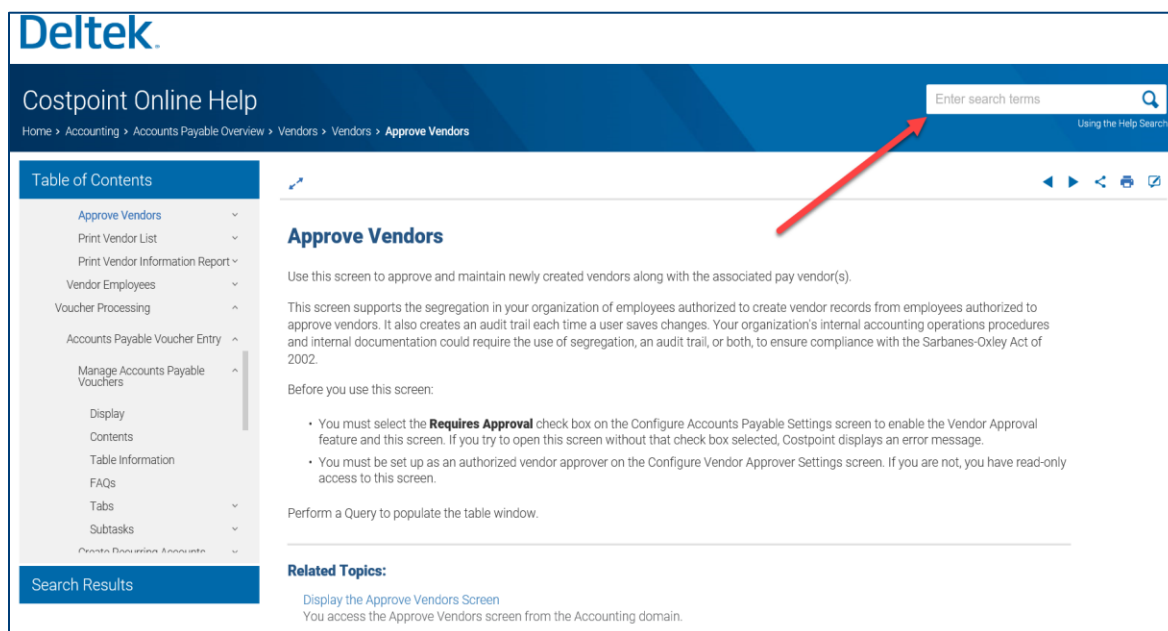 Deltek.
Costpoint Online Help
Enter search terms
Home > Accounting > Accounts Payable Overview > Vendors > Vendors > Approve Vendors
Using the Help Search
Table of Contents
Approve Vendors
Print Vendor List
Print Vendor Information Report
Vendor Employees
Voucher Processing
Accounts Payable Voucher Entry
Manage Accounts Payable
Vouchers
Display
Contents
Table Information
FAQs
Tabs
Subtasks
Create Recurring Accounts
Search Results
Approve Vendors
Use this screen to approve and maintain newly created vendors along with the associated pay vendor(s).
This screen supports the segregation in your organization of employees authorized to create vendor records from employees authorized to
approve vendors. It also creates an audit trail each time a user saves changes. Your organization's internal accounting operations procedures
and internal documentation could require the use of segregation, an audit trail, or both, to ensure compliance with the Sarbanes-Oxley Act of
2002.
Before you use this screen:
• You must select the Requires Approval check box on the Configure Accounts Payable Settings screen to enable the Vendor Approval
feature and this screen. If you try to open this screen without that check box selected, Costpoint displays an error message.
• You must be set up as an authorized vendor approver on the Configure Vendor Approver Settings screen. If you are not, you have read-only
access to this screen.
Perform a Query to populate the table window.
Related Topics:
Display the Approve Vendors Screen
You access the Approve Vendors screen from the Accounting domain.